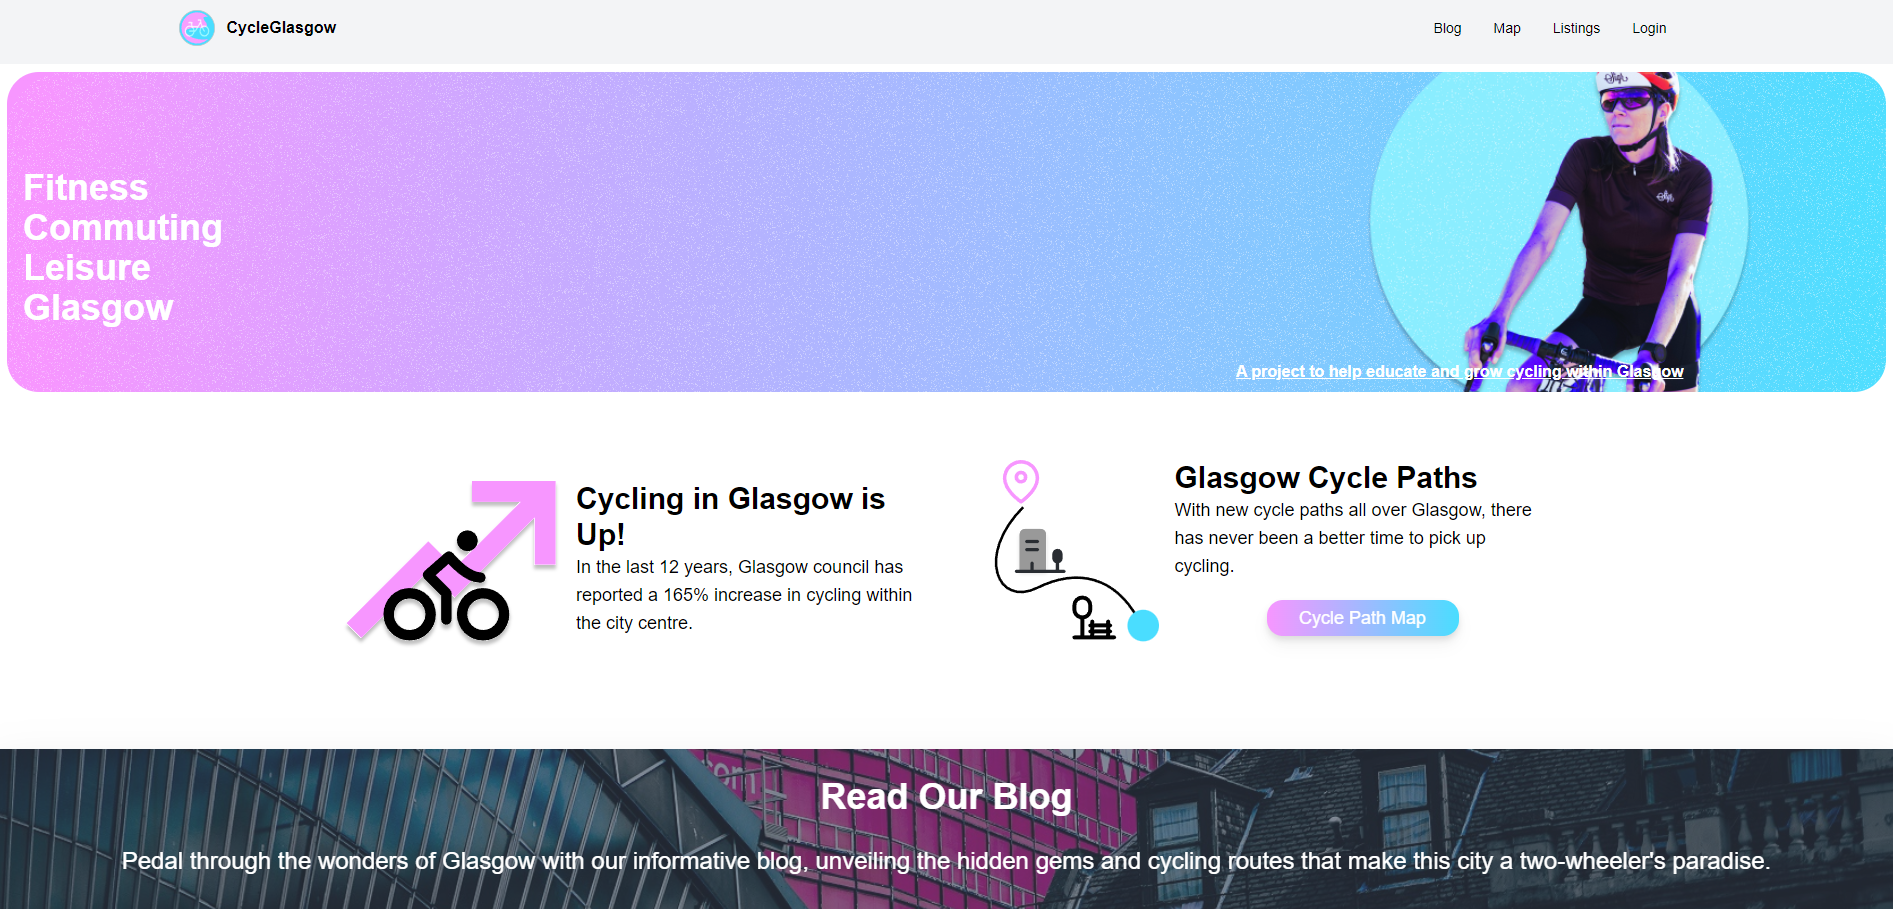 CycleGlasgow
Blog
Map
Listings
Login
Fitness
Commuting
Leisure
Glasgow
A project to help educate and grow cycling within Glasgow
Cycling in Glasgow is
Up!
In the last 12 years, Glasgow council has
reported a 165% increase in cycling within
the city centre.
Glasgow Cycle Paths
With new cycle paths all over Glasgow, there
has never been a better time to pick up
cycling.
Cycle Path Map
Read Our Blog
Pedal through the wonders of Glasgow with our informative blog, unveiling the hidden gems and cycling routes that make this city a two-wheeler's paradise.